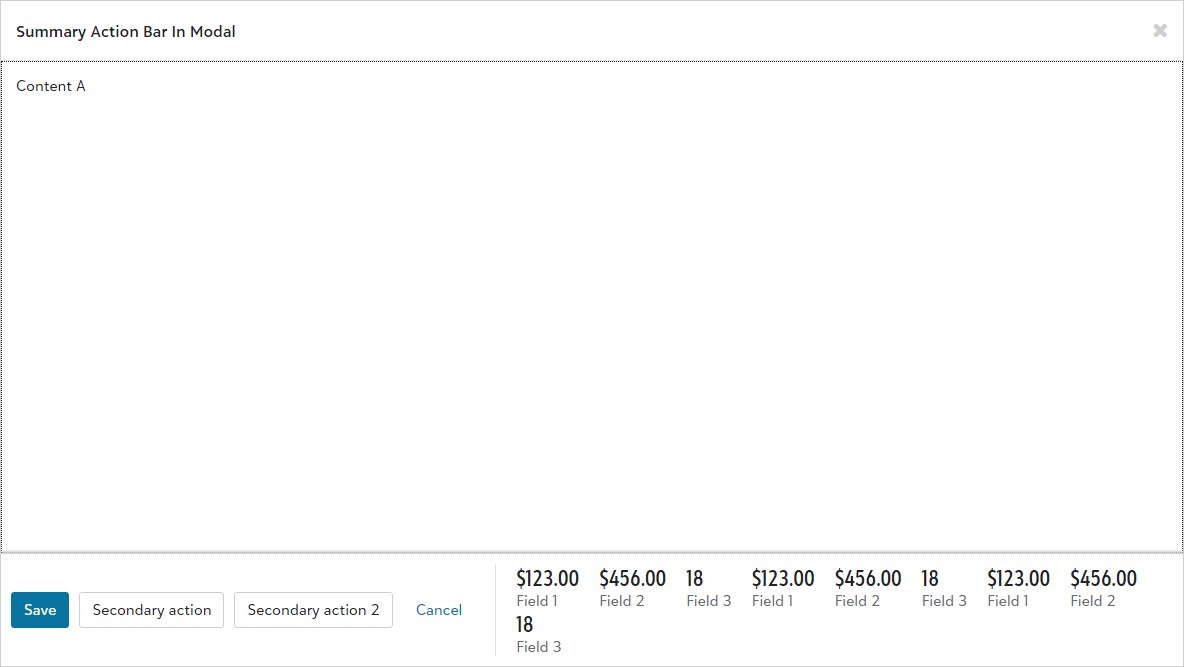 Summary Action Bar In Modal
Content A
Save Secondary action Secondary action 2 Cancel
$123.00 $456.00 18 $123.00 $456.00 18 $123.00 $456.00
Field 1 Field 2 Field 3 Field 1 Field 2 Field 3 Field 1 Field 2
18
Field 3